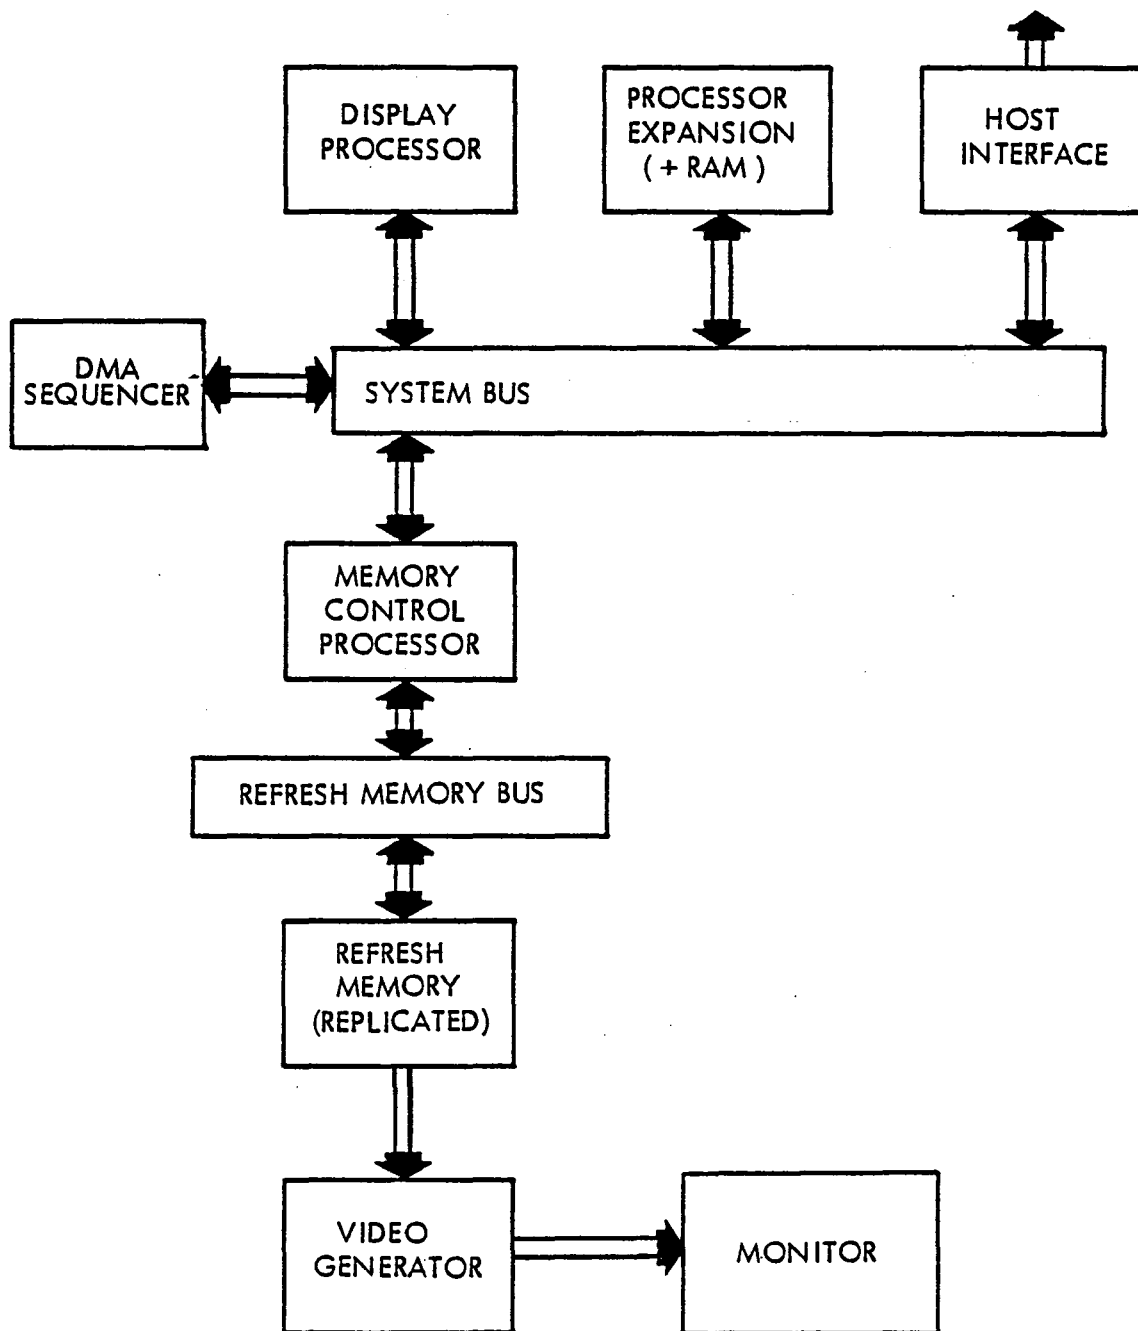 DISPLAY
PROCESSOR
PROCESSOR
EXPANSION
(+RAM)
HOST
INTERFACE
DMA
SEQUENCER
SYSTEM BUS
MEMORY
CONTROL
PROCESSOR
REFRESH MEMORY BUS
REFRESH
MEMORY
(REPLICATED)
VIDEO
GENERATOR
MONITOR